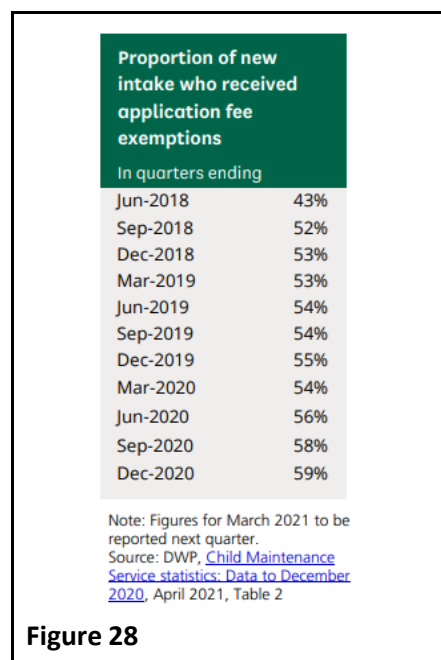 Proportion of new
intake who received
application fee
exemptions
In quarters ending
Jun-2018 43%
Sep-2018 52%
Dec-2018 53%
Mar-2019 53%
Jun-2019 54%
Sep-2019 54%
Dec-2019 55%
Mar-2020 54%
Jun-2020 56%
Sep-2020 58%
Dec-2020 59%
Note: Figures for March 2021 to be
reported next quarter.
Source: DWP, Child Maintenance
Service statistics: Data to December
2020, April 2021, Table 2
Figure 28